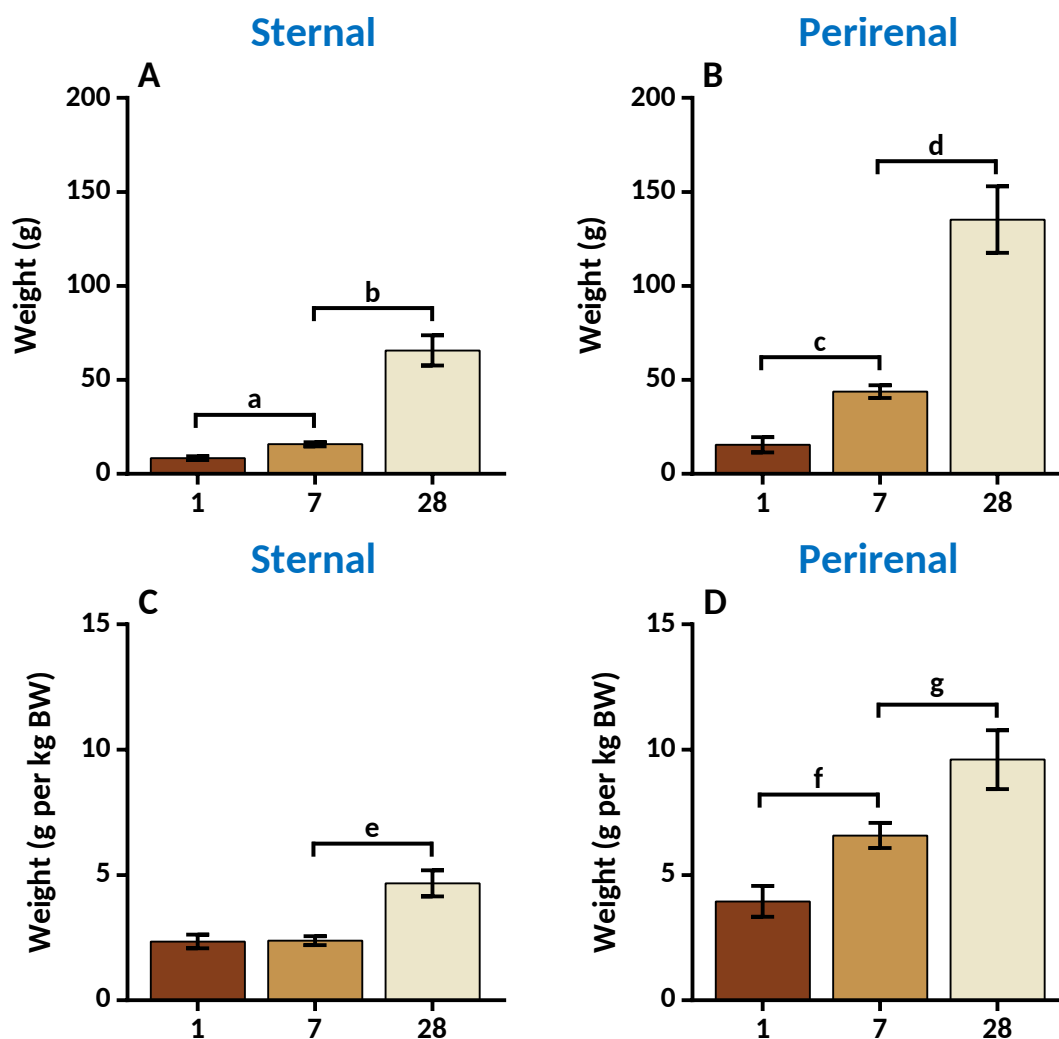 Sternal
A
Weight (g)
200
150
100
50
0
a
b
1 7 28
Perirenal
B
Weight (g)
200
150
100
50
0
c
d
1 7 28
Sternal
C
Weight (g per kg BW)
15
10
5
0
e
1 7 28
Perirenal
D
Weight (g per kg BW)
15
10
5
0
f
g
1 7 28